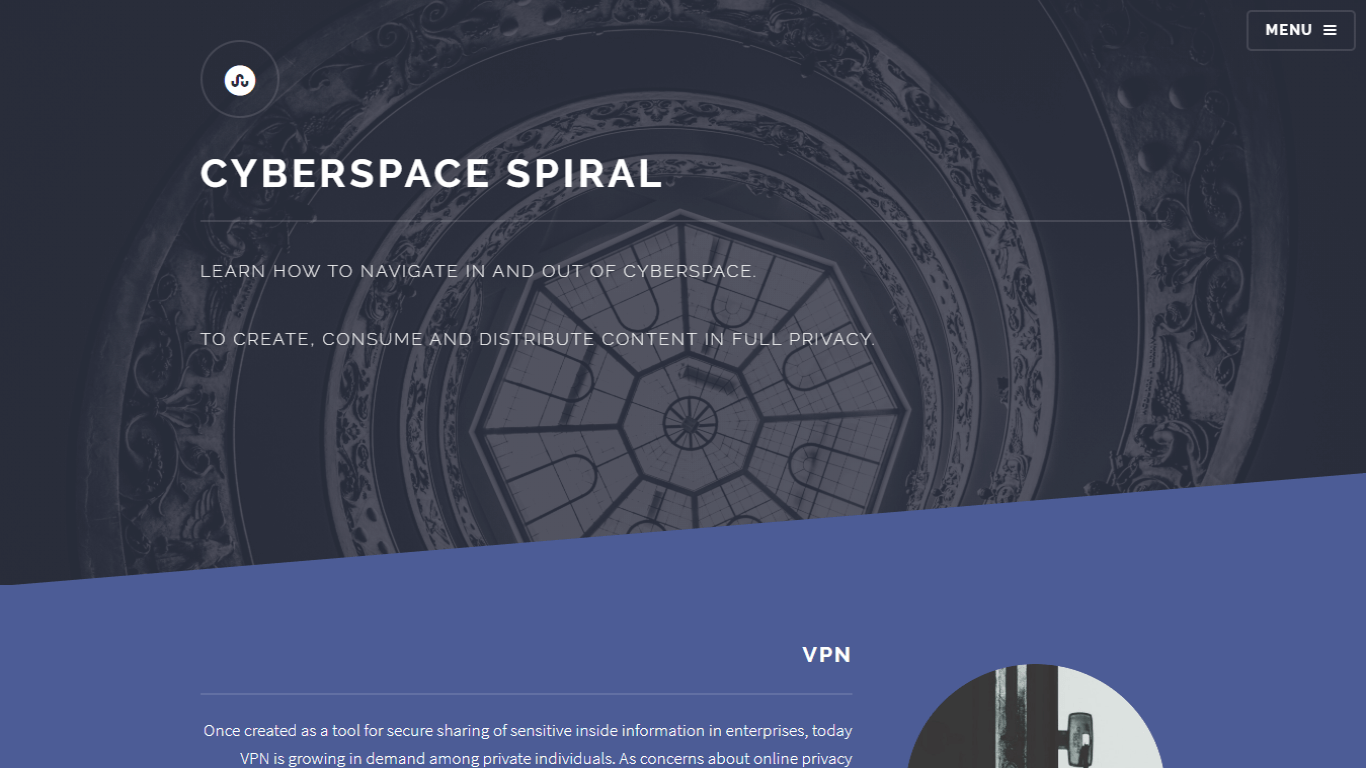 MENU
CYBERSPACE SPIRAL
LEARN HOW TO NAVIGATE IN AND OUT OF CYBERSPACE.
TO CREATE, CONSUME AND DISTRIBUTE CONTENT IN FULL PRIVACY.
VPN
Once created as a tool for secure sharing of sensitive inside information in enterprises, today
VPN is growing in demand among private individuals. As concerns about online privacy